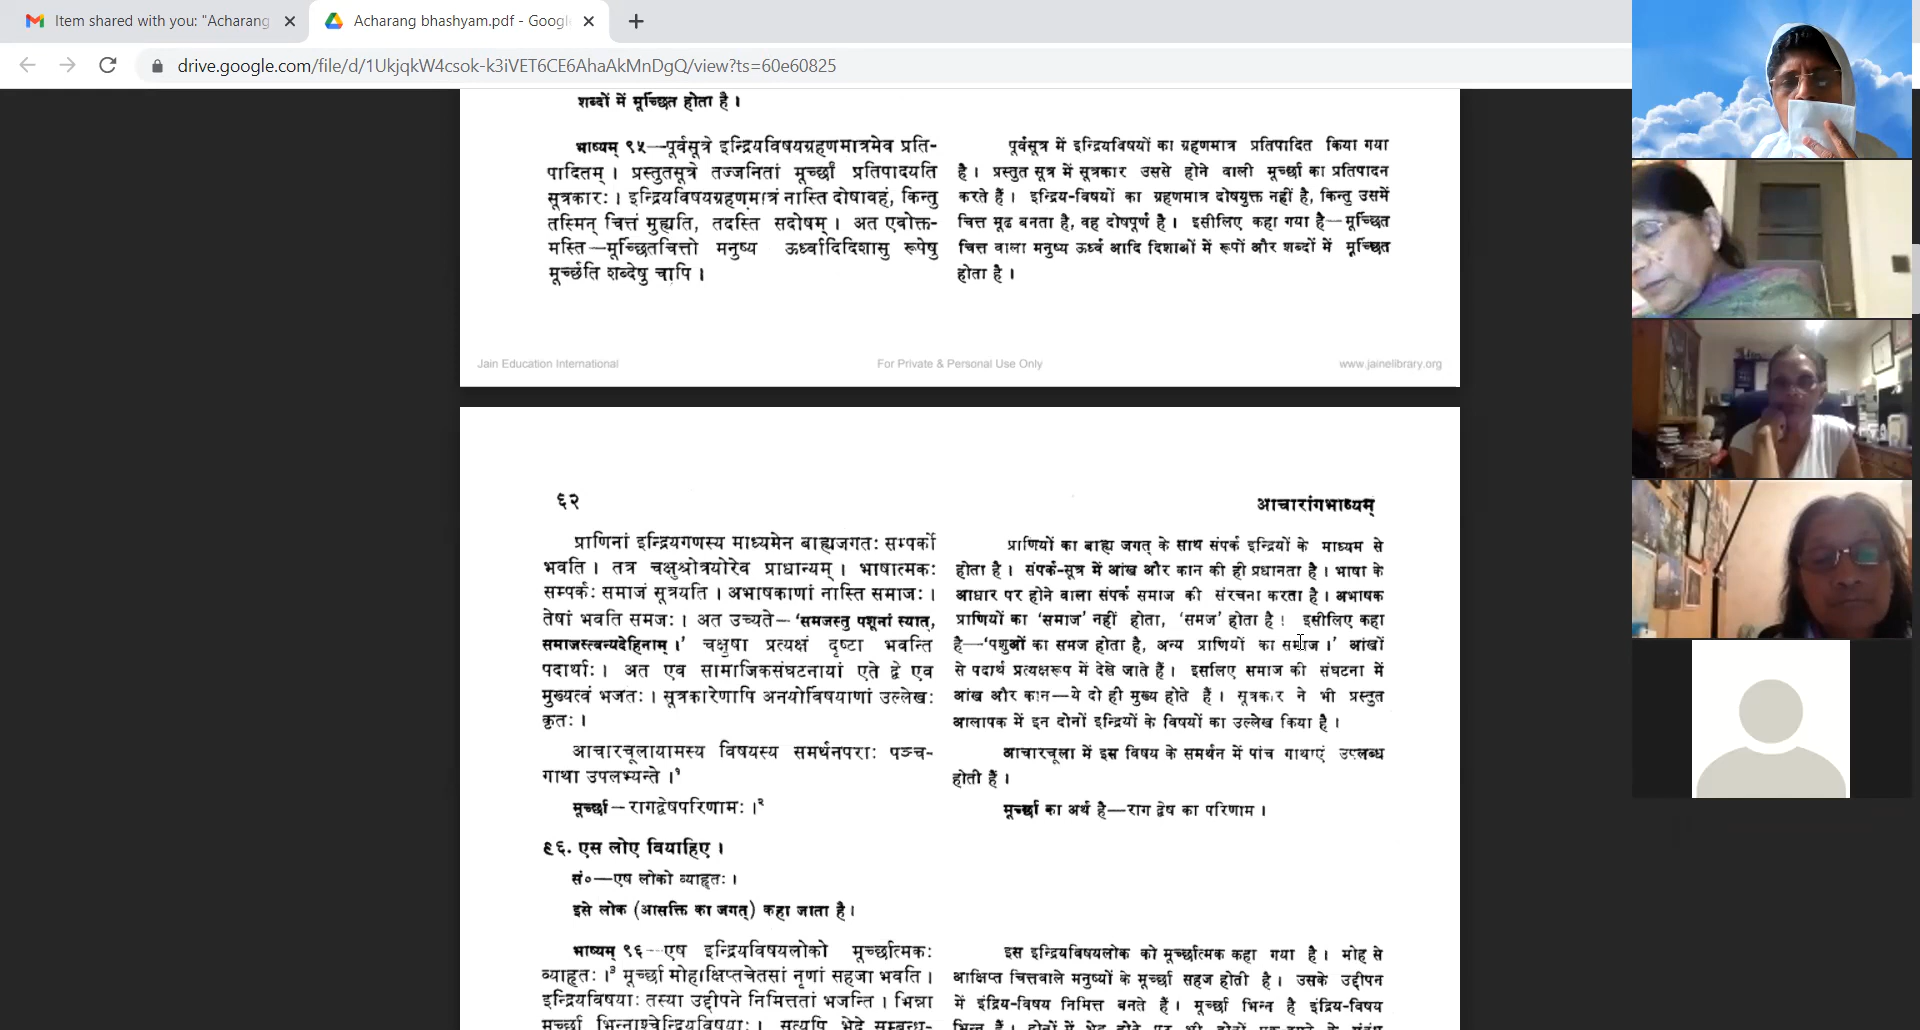 Item shared with you: "Acharang
Acharang bhashyam.pdf - Googl
drive.google.com/file/d/1UkjqkW4csok-k3iVET6CE6AhaAkMnDgQ/view?ts=60e60825
शब्दों में मूर्च्छित होता है ।
भाष्यम् ९५—पूर्वसूत्रे इन्द्रियविषयग्रहणमात्रमेव प्रति-
पादितम् । प्रस्तुतसूत्रे तज्जनितां मूर्च्छां प्रतिपादयति
सूत्रकारः । इन्द्रियविषयग्रहणमात्रं नास्ति दोषावहं, किन्तु
तस्मिन् चित्तं मुह्यति, तदस्ति सदोषम् । अत एवोक्त-
मस्ति—मूर्च्छितचित्तो मनुष्य ऊर्ध्वादिदिशासु रूपेषु
मूर्च्छति शब्देषु चापि ।
पूर्वसूत्र में इन्द्रियविषयों का ग्रहणमात्र प्रतिपादित किया गया
है । प्रस्तुत सूत्र में सूत्रकार उससे होने वाली मूर्च्छा का प्रतिपादन
करते हैं । इन्द्रिय-विषयों का ग्रहणमात्र दोषयुक्त नहीं है, किन्तु उसमें
चित्त मूढ बनता है, वह दोषपूर्ण है । इसीलिए कहा गया है—मूर्च्छित
चित्त वाला मनुष्य ऊर्ध्व आदि दिशाओं में रूपों और शब्दों में मूर्च्छित
होता है ।
Jain Education International
For Private & Personal Use Only
www.jainelibrary.org
६२
आचारांगभाष्यम्
प्राणिनां इन्द्रियगणस्य माध्यमेन बाह्यजगतः सम्पर्को
भवति । तत्र चक्षुश्रोत्रयोरेव प्राधान्यम् । भाषात्मकः
सम्पर्कः समाजं सूत्रयति । अभाषकाणां नास्ति समाजः ।
तेषां भवति समजः । अत उच्यते—'समजस्तु पशूनां स्यात्,
समाजस्त्वन्यदेहिनाम् ।' चक्षुषा प्रत्यक्षं दृष्टा भवन्ति
पदार्थाः । अत एव सामाजिकसंघटनायां एते द्वे एव
मुख्यत्वं भजतः । सूत्रकारेणापि अनयोर्विषयाणां उल्लेखः
कृतः ।
आचारचूलायामस्य विषयस्य समर्थनपराः पञ्च-
गाथा उपलभ्यन्ते ।१
मूर्च्छा—रागद्वेषपरिणामः ।२
प्राणियों का बाह्य जगत् के साथ संपर्क इन्द्रियों के माध्यम से
होता है । संपर्क-सूत्र में आंख और कान की ही प्रधानता है । भाषा के
आधार पर होने वाला संपर्क समाज की संरचना करता है । अभाषक
प्राणियों का 'समाज' नहीं होता, 'समज' होता है ! इसीलिए कहा
है—'पशुओं का समज होता है, अन्य प्राणियों का समाज ।' आंखों
से पदार्थ प्रत्यक्षरूप में देखे जाते हैं । इसलिए समाज की संघटना में
आंख और कान—ये दो ही मुख्य होते हैं । सूत्रकार ने भी प्रस्तुत
आलापक में इन दोनों इन्द्रियों के विषयों का उल्लेख किया है ।
आचारचूला में इस विषय के समर्थन में पांच गाथाएं उपलब्ध
होती हैं ।
मूर्च्छा का अर्थ है—राग द्वेष का परिणाम ।
९६. एस लोए वियाहिए ।
सं०—एष लोको व्याहृतः ।
इसे लोक (आसक्ति का जगत्) कहा जाता है ।
भाष्यम् ९६—एष इन्द्रियविषयलोको मूर्च्छात्मकः
व्याहृतः ।३ मूर्च्छा मोहाक्षिप्तचेतसां नृणां सहजा भवति ।
इन्द्रियविषयाः तस्या उद्दीपने निमित्ततां भजन्ति । भिन्ना
मूर्च्छा भिन्नाश्चेन्द्रियविषयाः । सत्यपि भेदे सम्बन्ध-
इस इन्द्रियविषयलोक को मूर्च्छात्मक कहा गया है । मोह से
आक्षिप्त चित्तवाले मनुष्यों के मूर्च्छा सहज होती है । उसके उद्दीपन
में इंद्रिय-विषय निमित्त बनते हैं । मूर्च्छा भिन्न है इंद्रिय-विषय